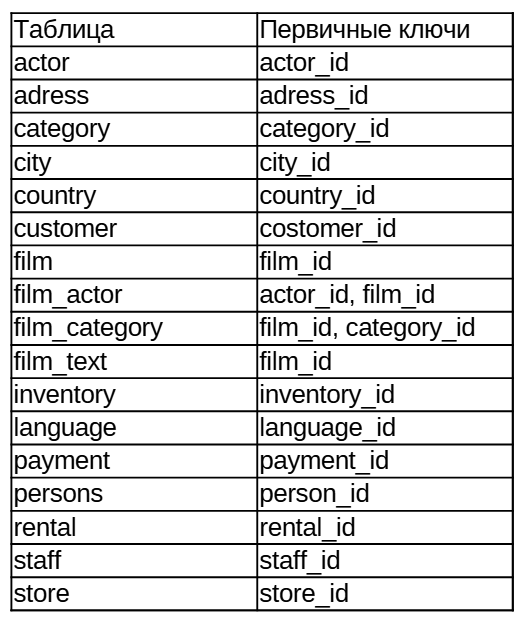 Таблица Первичные ключи
actor actor_id
adress adress_id
category category_id
city city_id
country country_id
customer costomer_id
film film_id
film_actor actor_id, film_id
film_category film_id, category_id
film_text film_id
inventory inventory_id
language language_id
payment payment_id
persons person_id
rental rental_id
staff staff_id
store store_id